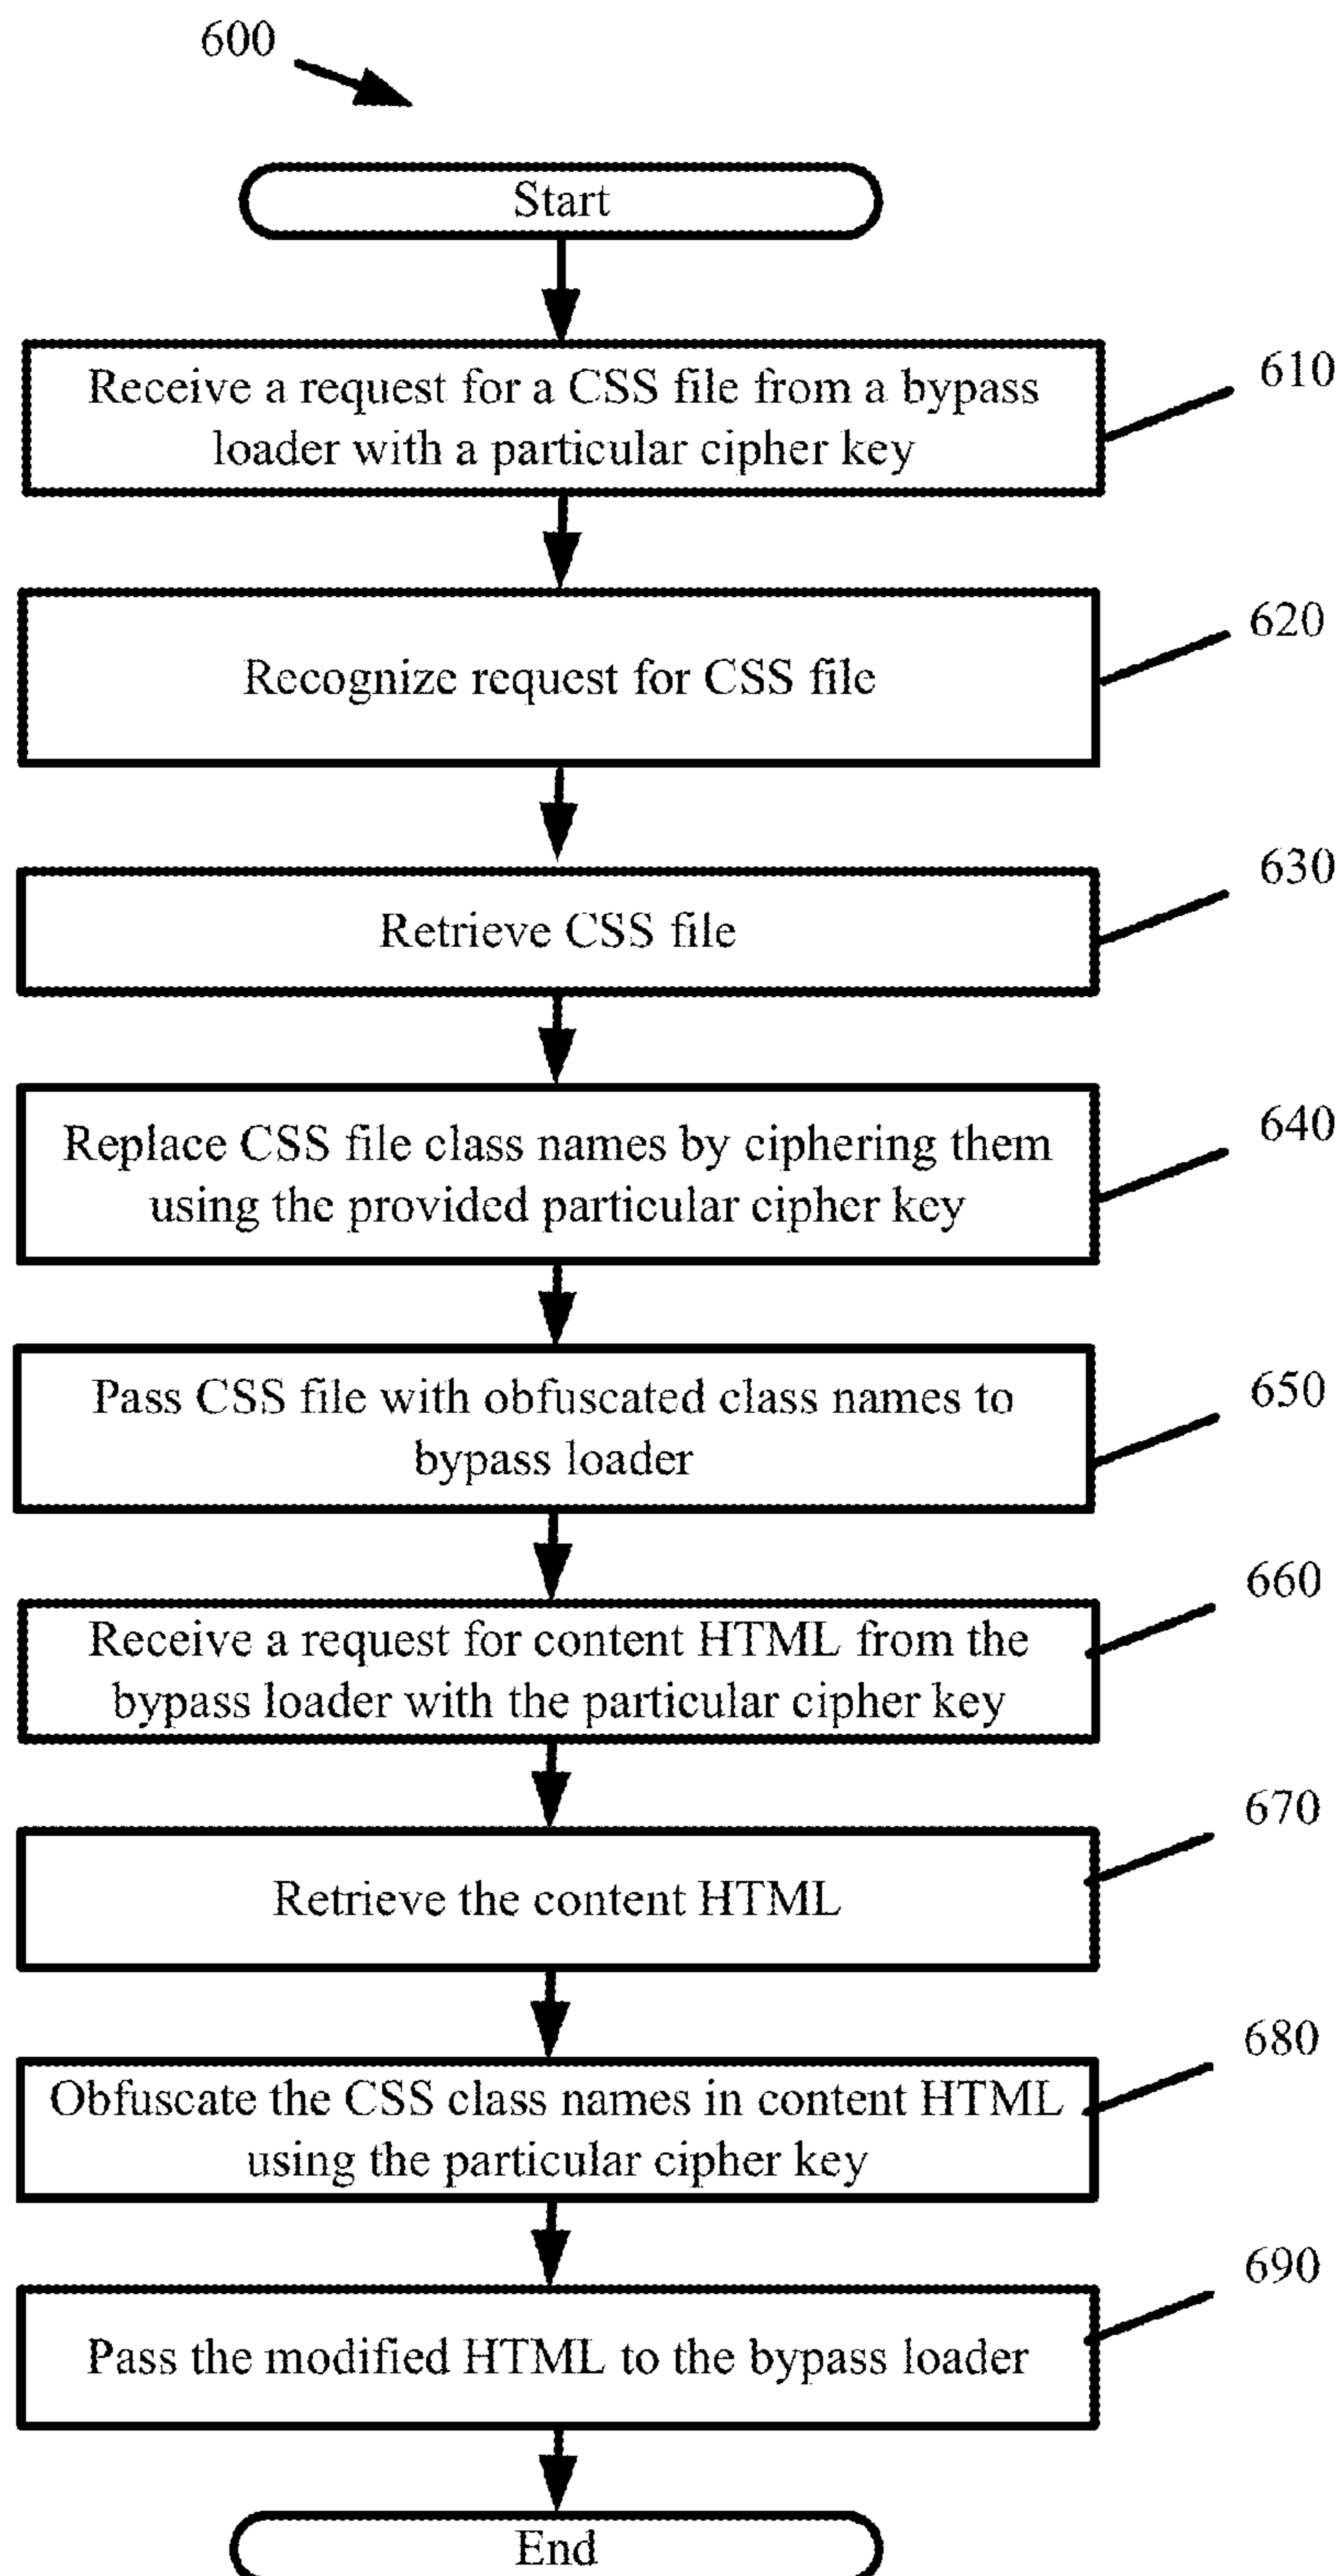 600
Start
Receive a request for a CSS file from a bypass
loader with a particular cipher key
610
Recognize request for CSS file
620
Retrieve CSS file
630
Replace CSS file class names by ciphering them
using the provided particular cipher key
640
Pass CSS file with obfuscated class names to
bypass loader
650
Receive a request for content HTML from the
bypass loader with the particular cipher key
660
Retrieve the content HTML
670
Obfuscate the CSS class names in content HTML
using the particular cipher key
680
Pass the modified HTML to the bypass loader
690
End